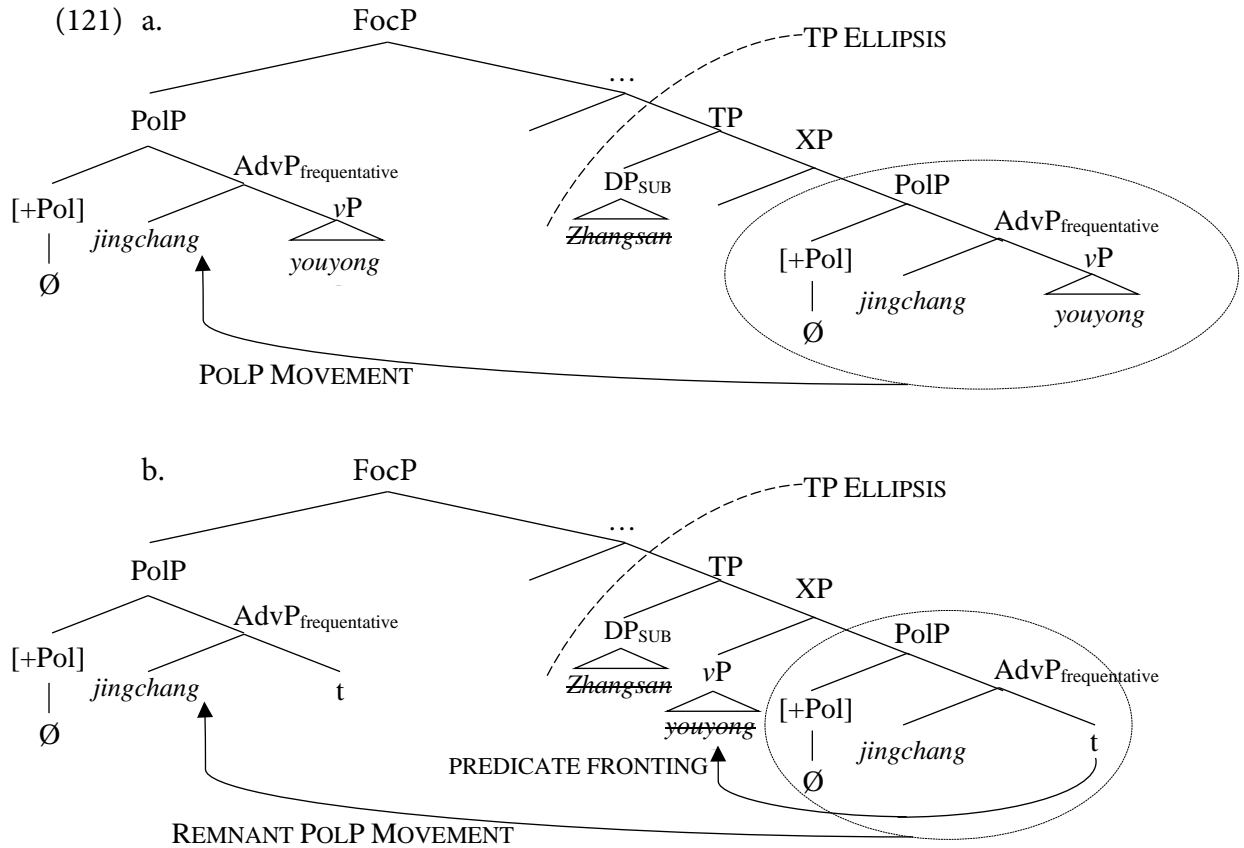 (121) a.
FocP
TP ELLIPSIS
…
PolP
TP
XP
AdvPfrequentative
DPSUB
PolP
[+Pol]
vP
Zhangsan
AdvPfrequentative
jingchang
youyong
[+Pol]
vP
Ø
jingchang
youyong
Ø
POLP MOVEMENT
b.
FocP
TP ELLIPSIS
…
PolP
TP
XP
AdvPfrequentative
DPSUB
PolP
[+Pol]
vP
AdvPfrequentative
jingchang
t
Zhangsan
[+Pol]
Ø
youyong
jingchang
t
PREDICATE FRONTING
Ø
REMNANT POLP MOVEMENT